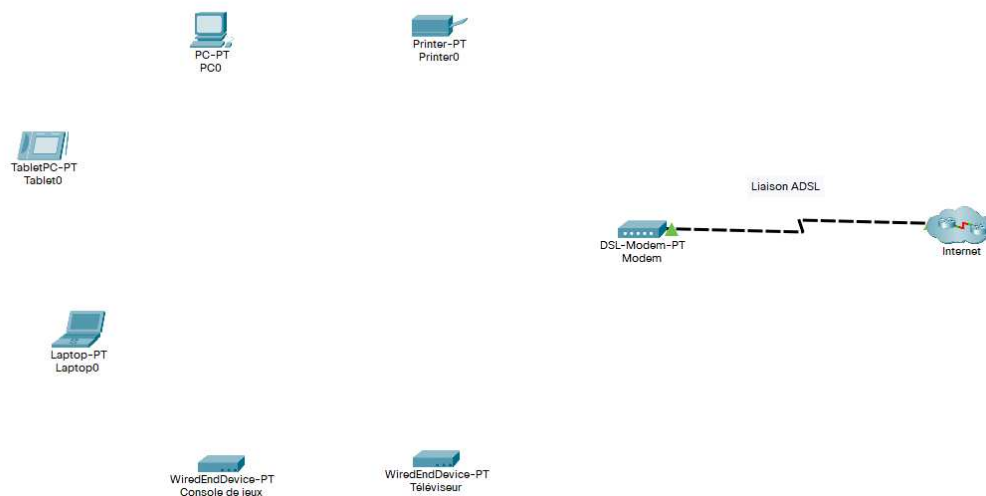 PC-PT
PC0
Printer-PT
Printer0
TabletPC-PT
Tablet0
Liaison ADSL
DSL-Modem-PT
Modem
Internet
Laptop-PT
Laptop0
WiredEndDevice-PT
Console de jeux
WiredEndDevice-PT
Téléviseur